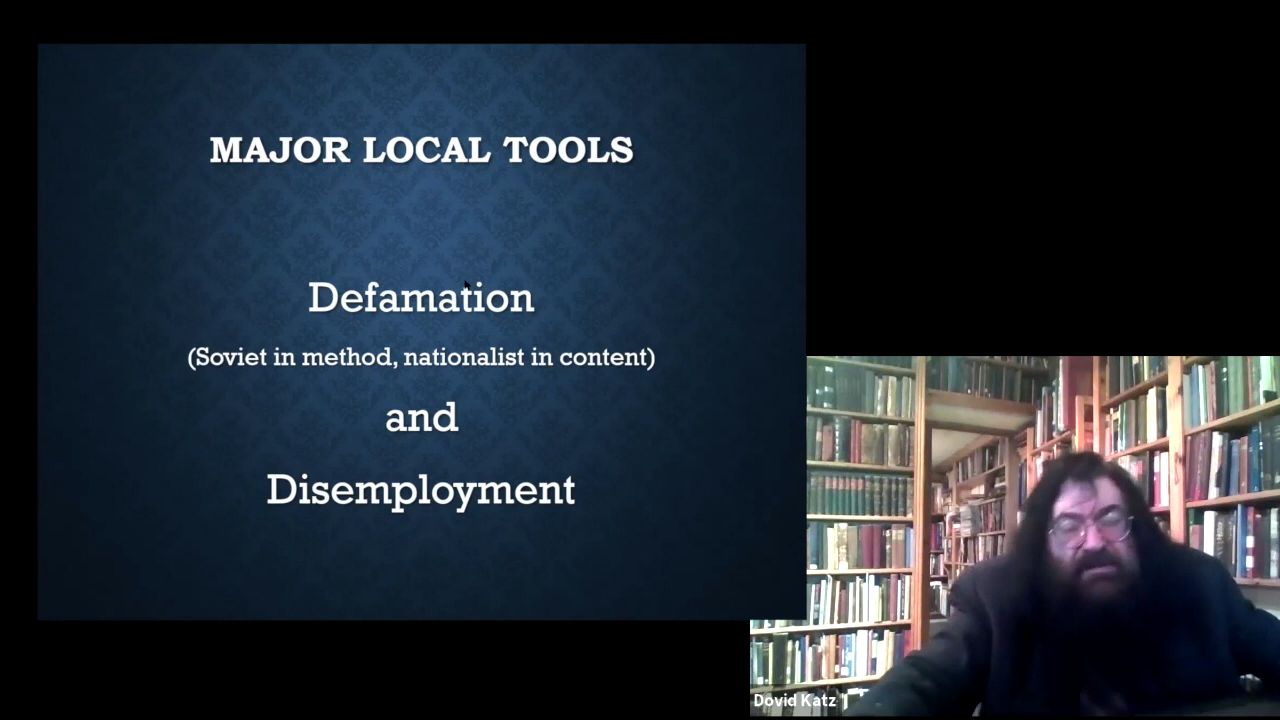 MAJOR LOCAL TOOLS
Defamation
(Soviet in method, nationalist in content)
and
Disemployment
Dovid Katz